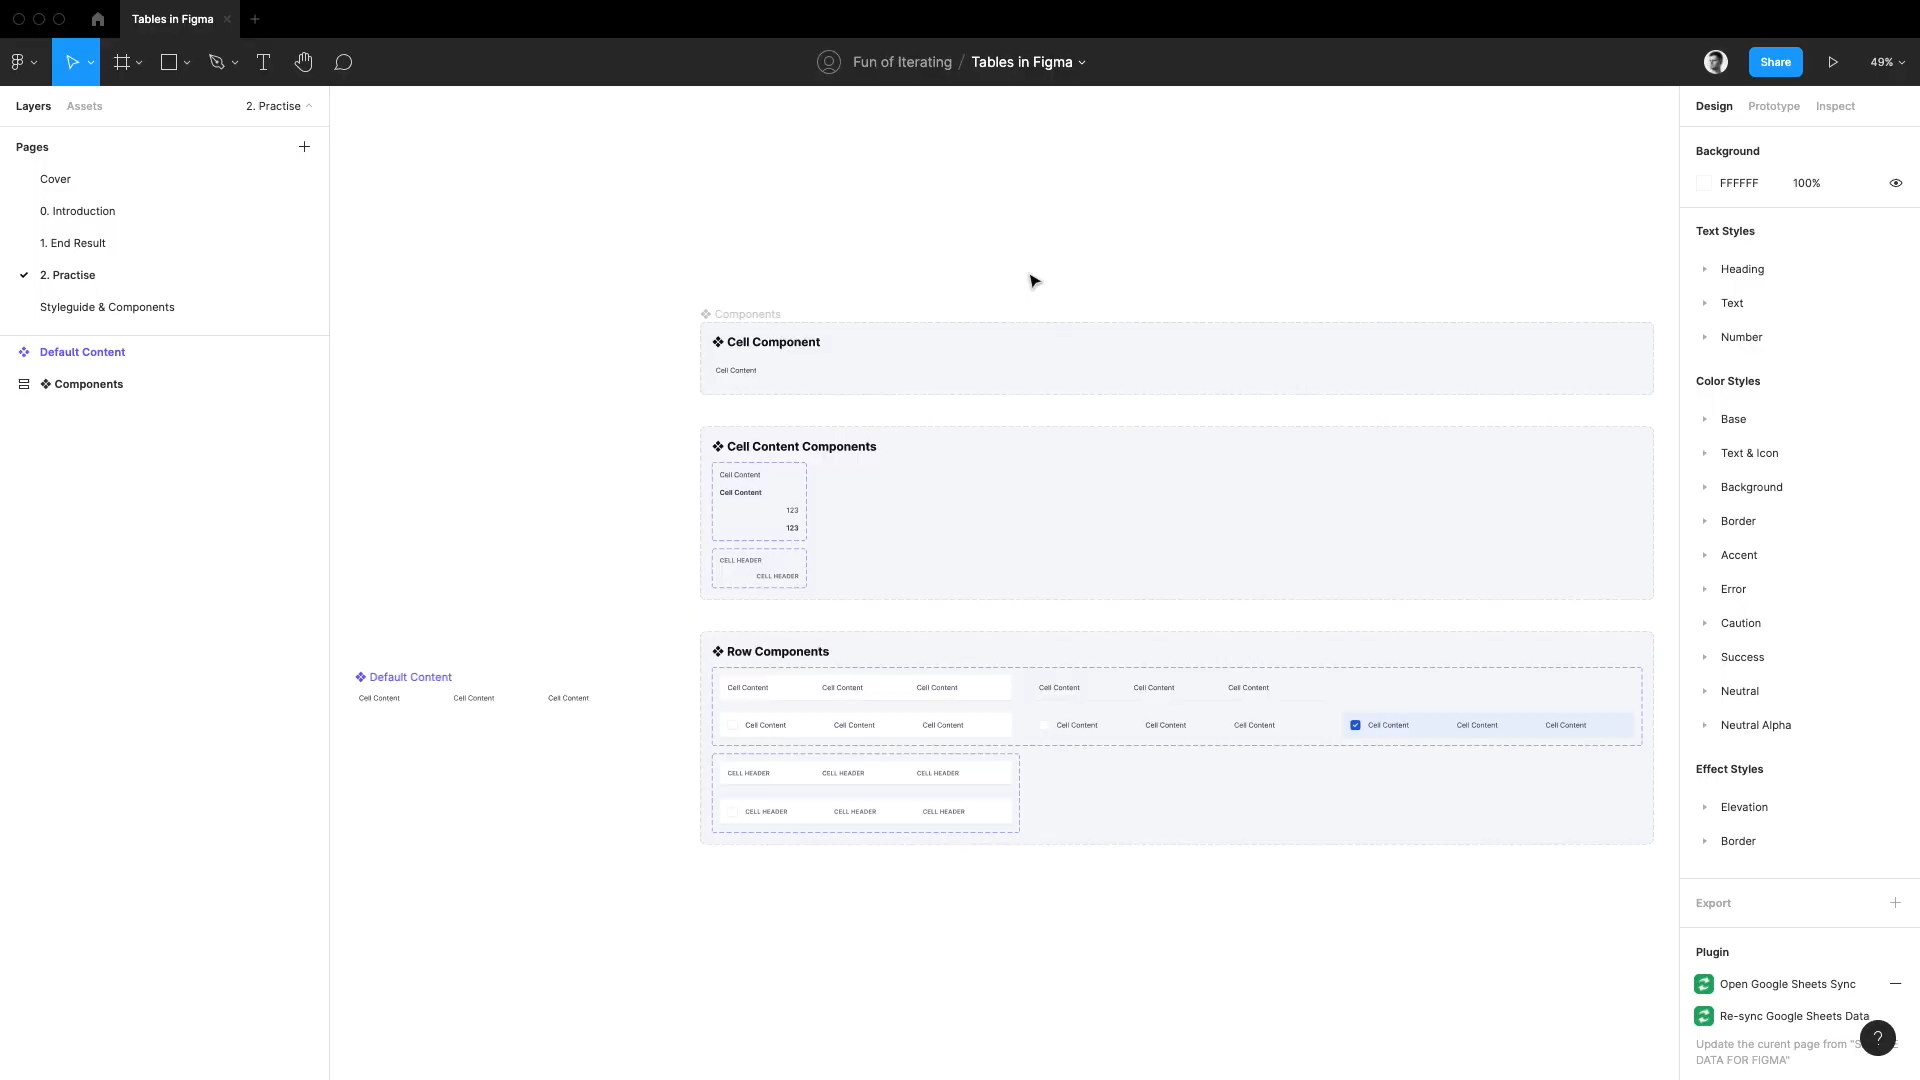 Tables in Figma
Fun of Iterating / Tables in Figma
Share
49%
Layers Assets 2. Practise
Pages
Cover
0. Introduction
1. End Result
2. Practise
Styleguide & Components
Default Content
Components
Components
Cell Component
Cell Content
Cell Content Components
Cell Content
Cell Content
123
123
CELL HEADER
CELL HEADER
Default Content
Cell Content Cell Content Cell Content
Row Components
Cell Content Cell Content Cell Content Cell Content Cell Content Cell Content
Cell Content Cell Content Cell Content Cell Content Cell Content Cell Content Cell Content Cell Content Cell Content
CELL HEADER CELL HEADER CELL HEADER
CELL HEADER CELL HEADER CELL HEADER
Design Prototype Inspect
Background
FFFFFF 100%
Text Styles
Heading
Text
Number
Color Styles
Base
Text & Icon
Background
Border
Accent
Error
Caution
Success
Neutral
Neutral Alpha
Effect Styles
Elevation
Border
Export
Plugin
Open Google Sheets Sync
Re-sync Google Sheets Data
Update the curent page from
DATA FOR FIGMA"
?